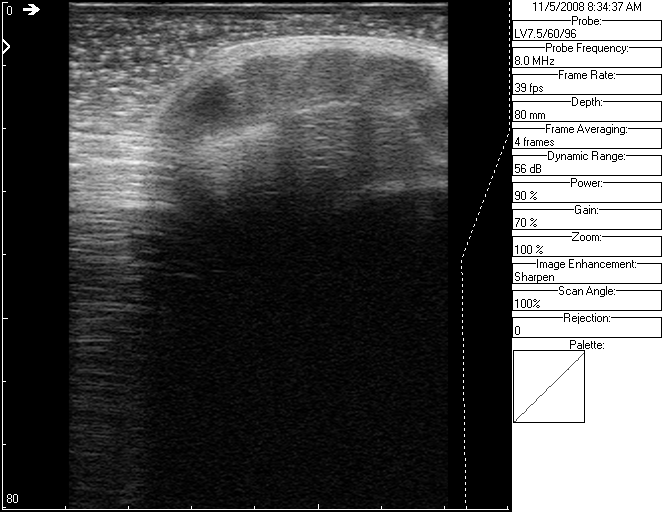 0
80
11/5/2008 8:34:37 AM
Probe:
LV7.5/60/96
Probe Frequency:
8.0 MHz
Frame Rate:
39 fps
Depth:
80 mm
Frame Averaging:
4 frames
Dynamic Range:
56 dB
Power:
90 %
Gain:
70 %
Zoom:
100 %
Image Enhancement:
Sharpen
Scan Angle:
100%
Rejection:
0
Palette: